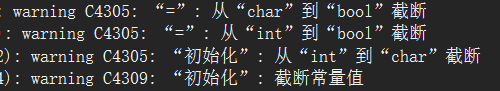 : warning C4305: “=”: 从“char”到“bool”截断
: warning C4305: “=”: 从“int”到“bool”截断
2): warning C4305: “初始化”: 从“int”到“char”截断
4): warning C4309: “初始化”: 截断常量值